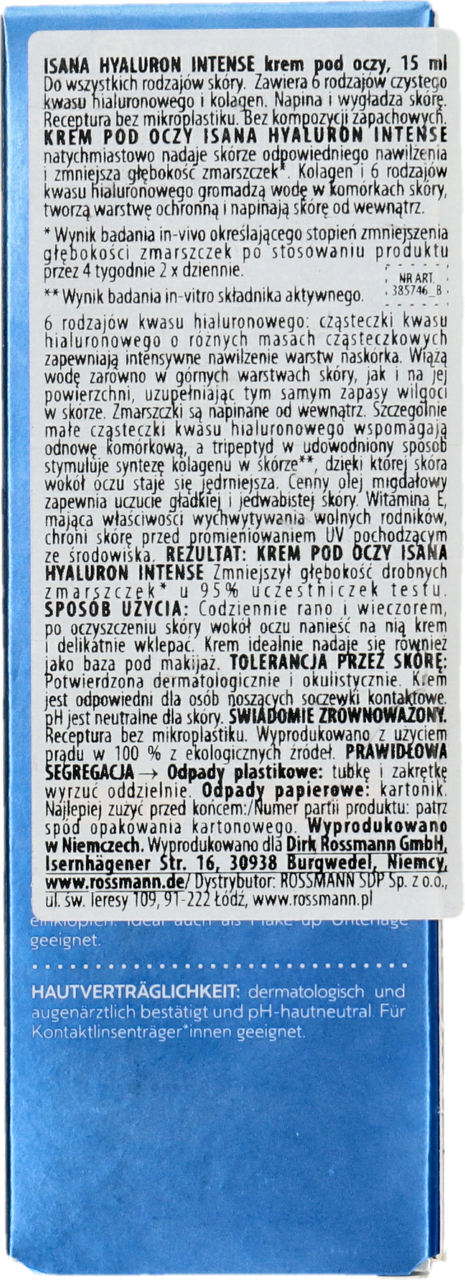 ISANA HYALURON INTENSE krem pod oczy, 15 ml
Do wszystkich rodzajów skóry. Zawiera 6 rodzajów czystego
kwasu hialuronowego i kolagen. Napina i wygładza skórę.
Receptura bez mikroplastiku. Bez kompozycji zapachowych.
KREM POD OCZY ISANA HYALURON INTENSE
natychmiastowo nadaje skórze odpowiedniego nawilżenia
i zmniejsza głębokość zmarszczek*. Kolagen i 6 rodzajów
kwasu hialuronowego gromadzą wodę w komórkach skóry,
tworzą warstwę ochronną i napinają skórę od wewnątrz.
* Wynik badania in-vivo określającego stopień zmniejszenia
głębokości zmarszczek po stosowaniu produktu
przez 4 tygodnie 2 x dziennie.
NR ART.
385746_B
** Wynik badania in-vitro składnika aktywnego.
6 rodzajów kwasu hialuronowego: cząsteczki kwasu
hialuronowego o różnych masach cząsteczkowych
zapewniają intensywne nawilżenie warstw naskórka. Wiążą
wodę zarówno w górnych warstwach skóry, jak i na jej
powierzchni, uzupełniając tym samym zapasy wilgoci
w skórze. Zmarszczki są napinane od wewnątrz. Szczególnie
małe cząsteczki kwasu hialuronowego wspomagają
odnowę komórkową, a tripeptyd w udowodniony sposób
stymuluje syntezę kolagenu w skórze**, dzięki której skóra
wokół oczu staje się jędrniejsza. Cenny olej migdałowy
zapewnia uczucie gładkiej i jedwabistej skóry. Witamina E,
mająca właściwości wychwytywania wolnych rodników,
chroni skórę przed promieniowaniem UV pochodzącym
ze środowiska. REZULTAT: KREM POD OCZY ISANA
HYALURON INTENSE Zmniejszył głębokość drobnych
zmarszczek* u 95% uczestniczek testu.
SPOSÓB UŻYCIA: Codziennie rano i wieczorem,
po oczyszczeniu skóry wokół oczu nanieść na nią krem
i delikatnie wklepać. Krem idealnie nadaje się również
jako baza pod makijaż. TOLERANCJA PRZEZ SKÓRĘ:
Potwierdzona dermatologicznie i okulistycznie. Krem
jest odpowiedni dla osób noszących soczewki kontaktowe.
pH jest neutralne dla skóry. ŚWIADOMIE ZRÓWNOWAŻONY.
Receptura bez mikroplastiku. Wyprodukowano z użyciem
prądu w 100 % z ekologicznych źródeł. PRAWIDŁOWA
SEGREGACJA → Odpady plastikowe: tubkę i zakrętkę
wyrzuć oddzielnie. Odpady papierowe: kartonik.
Najlepiej zużyć przed końcem:/Numer partii produktu: patrz
spód opakowania kartonowego. Wyprodukowano
w Niemczech. Wyprodukowano dla Dirk Rossmann GmbH,
Isernhägener Str. 16, 30938 Burgwedel, Niemcy,
www.rossmann.de/ Dystrybutor: ROSSMANN SDP Sp. z o.o.,
ul. św. Teresy 109, 91-222 Łódź, www.rossmann.pl
einklopfen. Ideal auch als Make-up Unterlage
geeignet.
HAUTVERTRÄGLICHKEIT: dermatologisch und
augenärztlich bestätigt und pH-hautneutral. Für
Kontaktlinsenträger*innen geeignet.